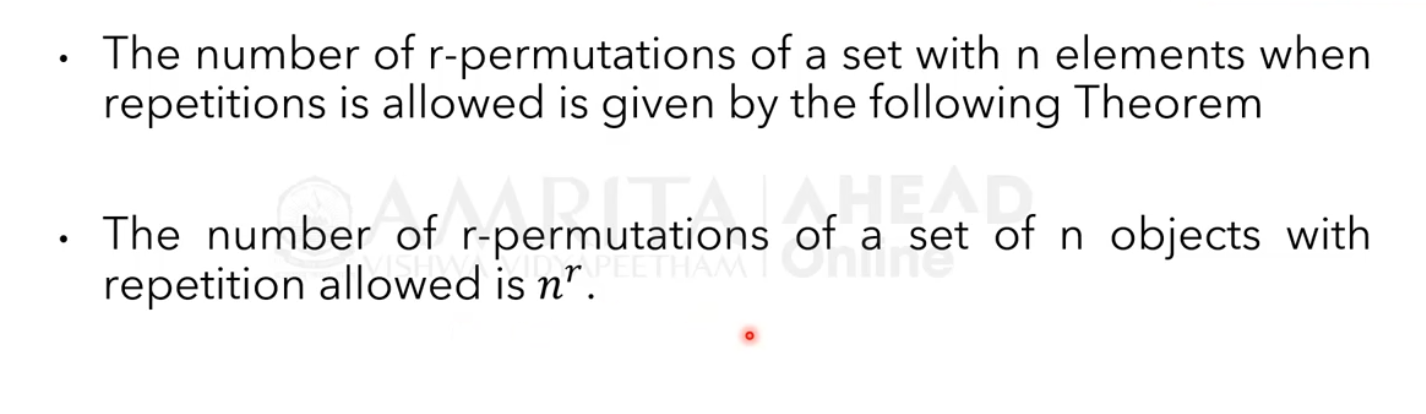 • The number of r-permutations of a set with n elements when
repetitions is allowed is given by the following Theorem
AMRITA | AHEAD
VISHWA VIDYAPEETHAM | Online
• The number of r-permutations of a set of n objects with
repetition allowed is nʳ.